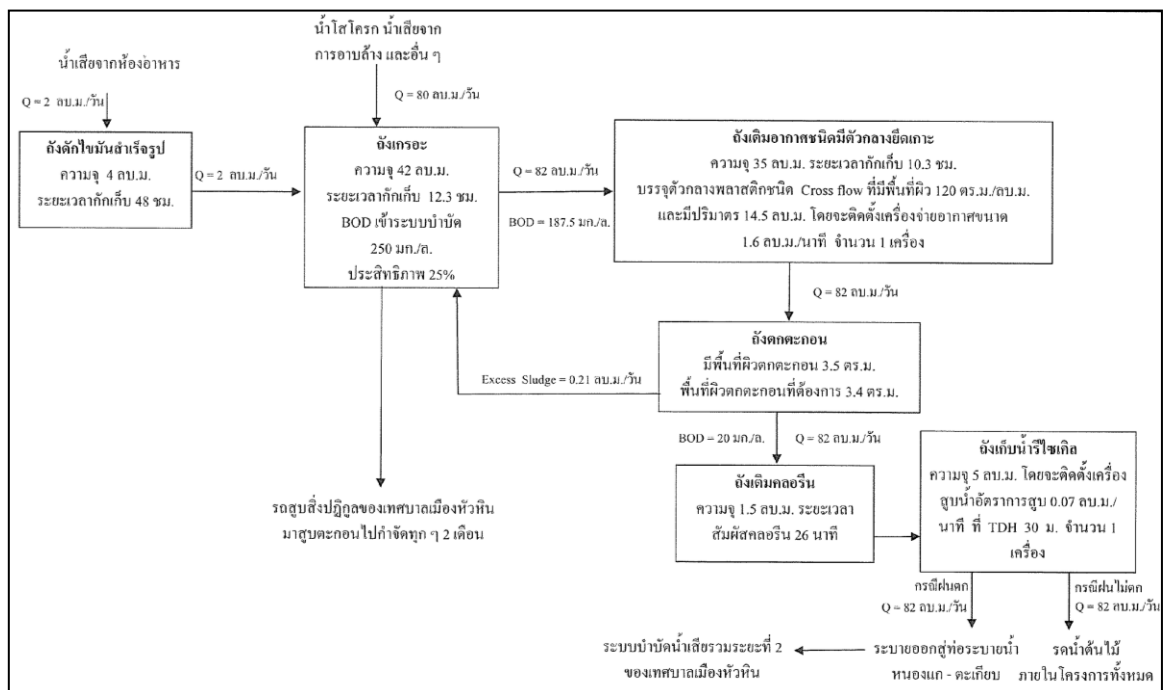 น้ำเสียจากห้องอาหาร
Q = 2 ลบ.ม./วัน
ถังดักไขมันสำเร็จรูป
ความจุ 4 ลบ.ม.
ระยะเวลากักเก็บ 48 ชม.
Q = 2 ลบ.ม./วัน
น้ำโสโครก น้ำเสียจาก
การอาบล้าง และอื่น ๆ
Q = 80 ลบ.ม./วัน
ถังเกรอะ
ความจุ 42 ลบ.ม.
ระยะเวลากักเก็บ 12.3 ชม.
BOD เข้าระบบบำบัด
250 มก./ล.
ประสิทธิภาพ 25%
Q = 82 ลบ.ม./วัน
BOD = 187.5 มก./ล.
ถังเติมอากาศชนิดมีตัวกลางยึดเกาะ
ความจุ 35 ลบ.ม. ระยะเวลากักเก็บ 10.3 ชม.
บรรจุตัวกลางพลาสติกชนิด Cross flow ที่มีพื้นที่ผิว 120 ตร.ม./ลบ.ม.
และมีปริมาตร 14.5 ลบ.ม. โดยจะติดตั้งเครื่องจ่ายอากาศขนาด
1.6 ลบ.ม./นาที จำนวน 1 เครื่อง
Q = 82 ลบ.ม./วัน
ถังตกตะกอน
มีพื้นที่ผิวตกตะกอน 3.5 ตร.ม.
พื้นที่ผิวตกตะกอนที่ต้องการ 3.4 ตร.ม.
Excess Sludge = 0.21 ลบ.ม./วัน
BOD = 20 มก./ล.
Q = 82 ลบ.ม./วัน
ถังเติมคลอรีน
ความจุ 1.5 ลบ.ม. ระยะเวลา
สัมผัสคลอรีน 26 นาที
ถังเก็บน้ำรีไซเคิล
ความจุ 5 ลบ.ม. โดยจะติดตั้งเครื่อง
สูบน้ำอัตราการสูบ 0.07 ลบ.ม./
นาที ที่ TDH 30 ม. จำนวน 1
เครื่อง
รถสูบสิ่งปฏิกูลของเทศบาลเมืองหัวหิน
มาสูบตะกอนไปกำจัดทุก ๆ 2 เดือน
กรณีฝนตก
Q = 82 ลบ.ม./วัน
กรณีฝนไม่ตก
Q = 82 ลบ.ม./วัน
ระบบบำบัดน้ำเสียรวมระยะที่ 2
ของเทศบาลเมืองหัวหิน
ระบายออกสู่ท่อระบายน้ำ
หนองแก - ตะเกียบ
รดน้ำต้นไม้
ภายในโครงการทั้งหมด